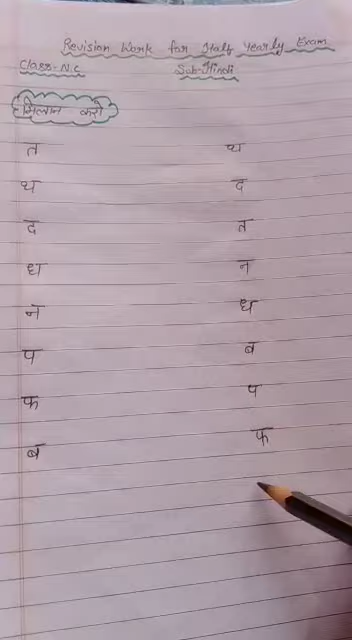 Revision Work for Half Yearly Exam
Class-N.C Sub-Hindi
मिलान करो
त थ
थ द
द त
ध न
न ध
प ब
फ प
ब फ